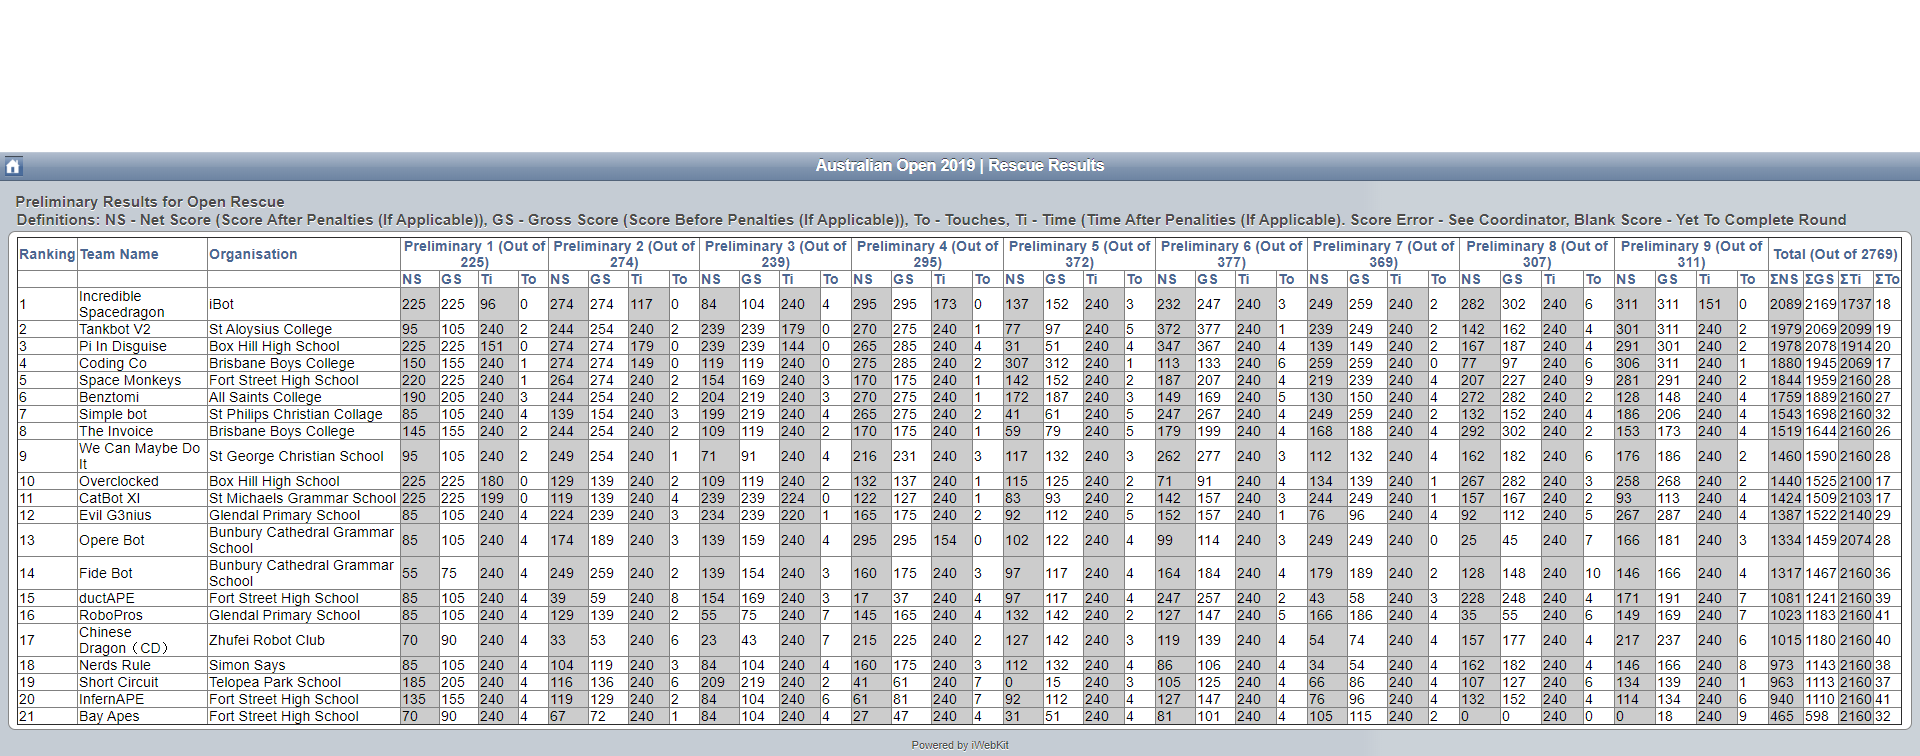 Australian Open 2019 | Rescue Results
Preliminary Results for Open Rescue
Definitions: NS - Net Score (Score After Penalties (If Applicable)), GS - Gross Score (Score Before Penalties (If Applicable)), To - Touches, Ti - Time (Time After Penalities (If Applicable). Score Error - See Coordinator, Blank Score - Yet To Complete Round
Ranking Team Name Organisation Preliminary 1 (Out of 225) Preliminary 2 (Out of 274) Preliminary 3 (Out of 239) Preliminary 4 (Out of 295) Preliminary 5 (Out of 372) Preliminary 6 (Out of 377) Preliminary 7 (Out of 369) Preliminary 8 (Out of 307) Preliminary 9 (Out of 311) Total (Out of 2769)
NS GS Ti To NS GS Ti To NS GS Ti To NS GS Ti To NS GS Ti To NS GS Ti To NS GS Ti To NS GS Ti To NS GS Ti To ΣNS ΣGS ΣTi ΣTo
1 Incredible Spacedragon iBot 225 225 96 0 274 274 117 0 84 104 240 4 295 295 173 0 137 152 240 3 232 247 240 3 249 259 240 2 282 302 240 6 311 311 151 0 2089 2169 1737 18
2 Tankbot V2 St Aloysius College 95 105 240 2 244 254 240 2 239 239 179 0 270 275 240 1 77 97 240 5 372 377 240 1 239 249 240 2 142 162 240 4 301 311 240 2 1979 2069 2099 19
3 Pi In Disguise Box Hill High School 225 225 151 0 274 274 179 0 239 239 144 0 265 285 240 4 31 51 240 4 347 367 240 4 139 149 240 2 167 187 240 4 291 301 240 2 1978 2078 1914 20
4 Coding Co Brisbane Boys College 150 155 240 1 274 274 149 0 119 119 240 0 275 285 240 2 307 312 240 1 113 133 240 6 259 259 240 0 77 97 240 6 306 311 240 1 1880 1945 2069 17
5 Space Monkeys Fort Street High School 220 225 240 1 264 274 240 2 154 169 240 3 170 175 240 1 142 152 240 2 187 207 240 4 219 239 240 4 207 227 240 9 281 291 240 2 1844 1959 2160 28
6 Benztomi All Saints College 190 205 240 3 244 254 240 2 204 219 240 3 270 275 240 1 172 187 240 3 149 169 240 5 130 150 240 4 272 282 240 2 128 148 240 4 1759 1889 2160 27
7 Simple bot St Philips Christian Collage 85 105 240 4 139 154 240 3 199 219 240 4 265 275 240 2 41 61 240 5 247 267 240 4 249 259 240 2 132 152 240 4 186 206 240 4 1543 1698 2160 32
8 The Invoice Brisbane Boys College 145 155 240 2 244 254 240 2 109 119 240 2 170 175 240 1 59 79 240 5 179 199 240 4 168 188 240 4 292 302 240 2 153 173 240 4 1519 1644 2160 26
9 We Can Maybe Do It St George Christian School 95 105 240 2 249 254 240 1 71 91 240 4 216 231 240 3 117 132 240 3 262 277 240 3 112 132 240 4 162 182 240 6 176 186 240 2 1460 1590 2160 28
10 Overclocked Box Hill High School 225 225 180 0 129 139 240 2 109 119 240 2 132 137 240 1 115 125 240 2 71 91 240 4 134 139 240 1 267 282 240 3 258 268 240 2 1440 1525 2100 17
11 CatBot XI St Michaels Grammar School 225 225 199 0 119 139 240 4 239 239 224 0 122 127 240 1 83 93 240 2 142 157 240 3 244 249 240 1 157 167 240 2 93 113 240 4 1424 1509 2103 17
12 Evil G3nius Glendal Primary School 85 105 240 4 224 239 240 3 234 239 220 1 165 175 240 2 92 112 240 5 152 157 240 1 76 96 240 4 92 112 240 5 267 287 240 4 1387 1522 2140 29
13 Opere Bot Bunbury Cathedral Grammar School 85 105 240 4 174 189 240 3 139 159 240 4 295 295 154 0 102 122 240 4 99 114 240 3 249 249 240 0 25 45 240 7 166 181 240 3 1334 1459 2074 28
14 Fide Bot Bunbury Cathedral Grammar School 55 75 240 4 249 259 240 2 139 154 240 3 160 175 240 3 97 117 240 4 164 184 240 4 179 189 240 2 128 148 240 10 146 166 240 4 1317 1467 2160 36
15 ductAPE Fort Street High School 85 105 240 4 39 59 240 8 154 169 240 3 17 37 240 4 97 117 240 4 247 257 240 2 43 58 240 3 228 248 240 4 171 191 240 7 1081 1241 2160 39
16 RoboPros Glendal Primary School 85 105 240 4 129 139 240 2 55 75 240 7 145 165 240 4 132 142 240 2 127 147 240 5 166 186 240 4 35 55 240 6 149 169 240 7 1023 1183 2160 41
17 Chinese Dragon（CD） Zhufei Robot Club 70 90 240 4 33 53 240 6 23 43 240 7 215 225 240 2 127 142 240 3 119 139 240 4 54 74 240 4 157 177 240 4 217 237 240 6 1015 1180 2160 40
18 Nerds Rule Simon Says 85 105 240 4 104 119 240 3 84 104 240 4 160 175 240 3 112 132 240 4 86 106 240 4 34 54 240 4 162 182 240 4 146 166 240 8 973 1143 2160 38
19 Short Circuit Telopea Park School 185 205 240 4 116 136 240 6 209 219 240 2 41 61 240 7 0 15 240 3 105 125 240 4 66 86 240 4 107 127 240 6 134 139 240 1 963 1113 2160 37
20 InfernAPE Fort Street High School 135 155 240 4 119 129 240 2 84 104 240 6 61 81 240 7 92 112 240 4 127 147 240 4 76 96 240 4 132 152 240 4 114 134 240 6 940 1110 2160 41
21 Bay Apes Fort Street High School 70 90 240 4 67 72 240 1 84 104 240 4 27 47 240 4 31 51 240 4 81 101 240 4 105 115 240 2 0 0 240 0 0 18 240 9 465 598 2160 32
Powered by iWebKit